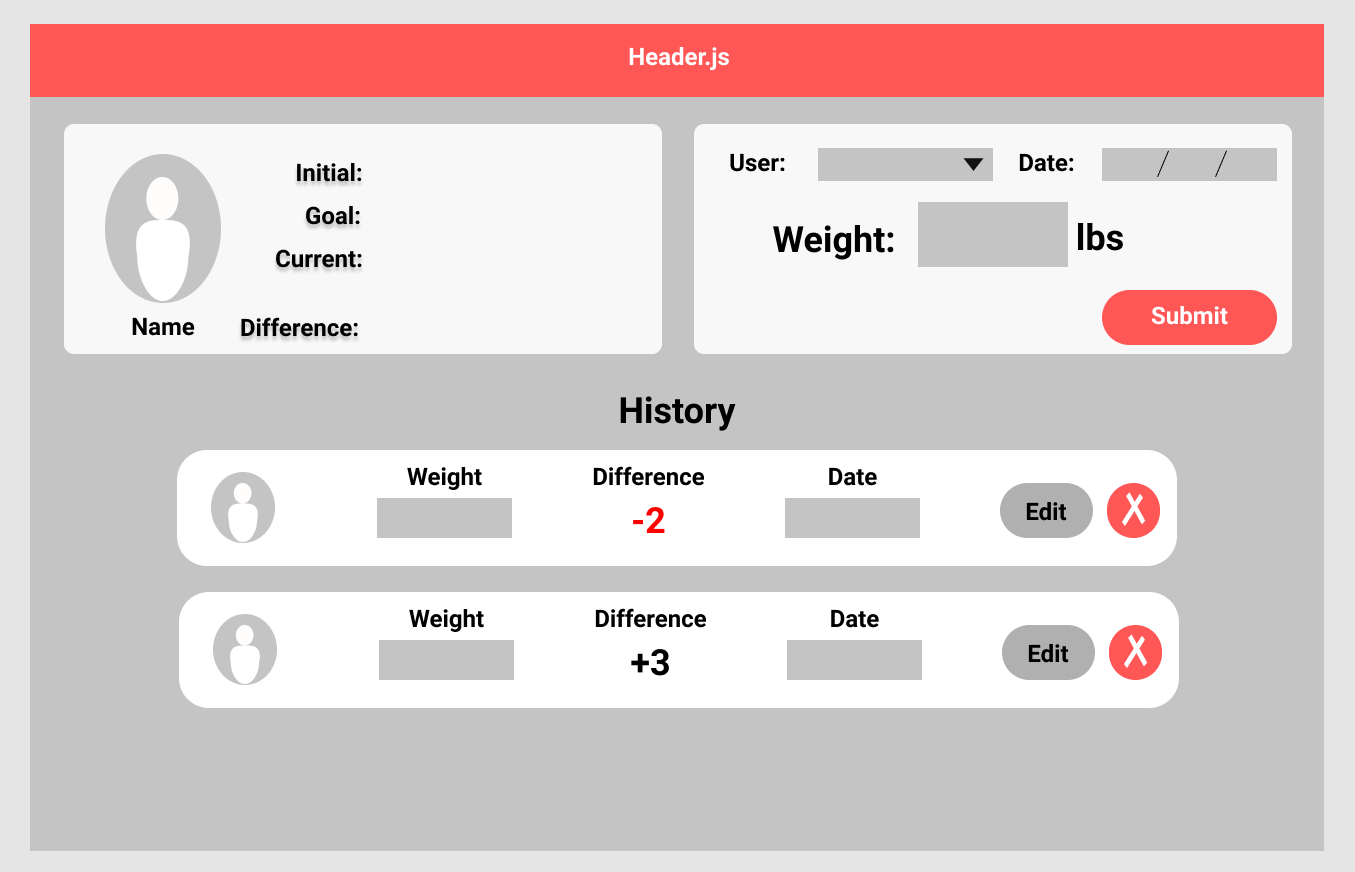 Header.js
Initial:
Goal:
Current:
Name
Difference:
User:
Date: / /
Weight: lbs
Submit
History
Weight Difference Date
-2 Edit X
Weight Difference Date
+3 Edit X